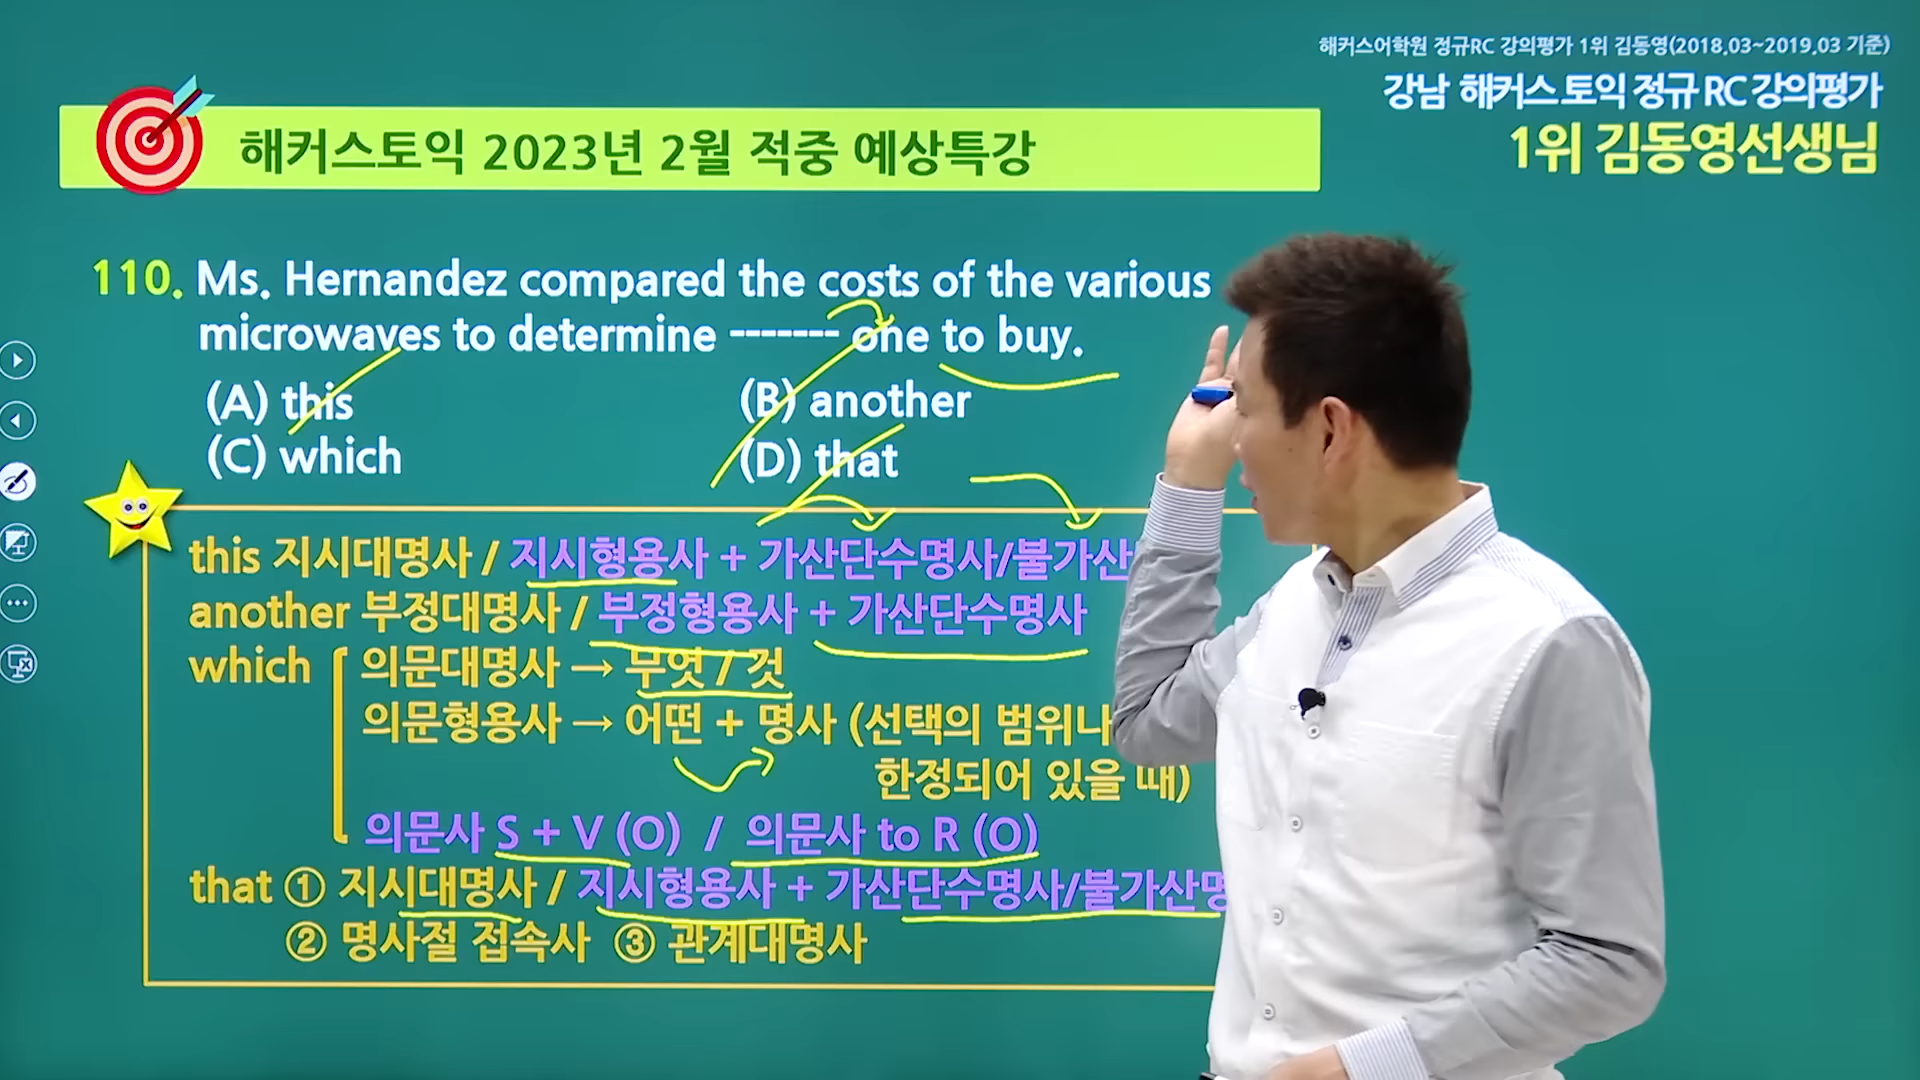 해커스어학원 정규RC 강의평가 1위 김동영(2018.03~2019.03 기준)
강남 해커스 토익 정규 RC 강의평가
1위 김동영선생님
해커스토익 2023년 2월 적중 예상특강
110. Ms. Hernandez compared the costs of the various
microwaves to determine ------- one to buy.
(A) this (B) another
(C) which (D) that
this 지시대명사 / 지시형용사 + 가산단수명사/불가산
another 부정대명사 / 부정형용사 + 가산단수명사
which 의문대명사 → 무엇 / 것
의문형용사 → 어떤 + 명사 (선택의 범위나
한정되어 있을 때)
의문사 S + V (O) / 의문사 to R (O)
that ① 지시대명사 / 지시형용사 + 가산단수명사/불가산명
② 명사절 접속사 ③ 관계대명사